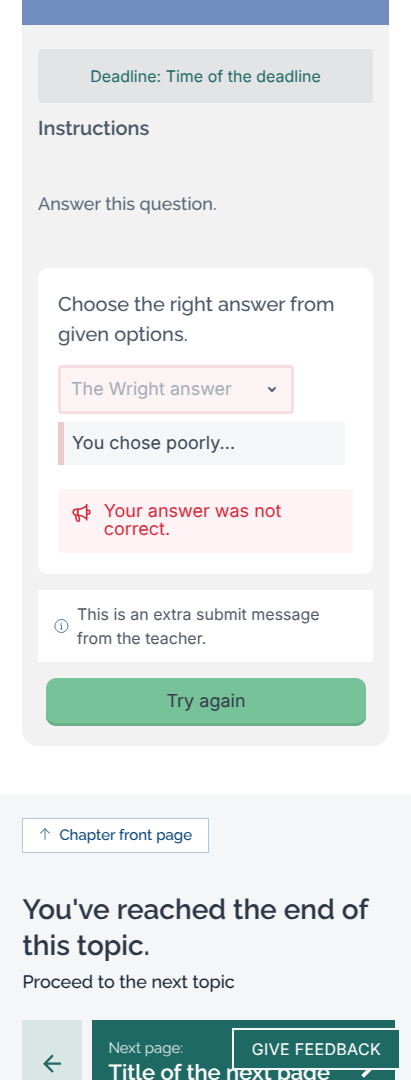 Deadline: Time of the deadline
Instructions
Answer this question.
Choose the right answer from
given options.
The Wright answer
You chose poorly...
Your answer was not
correct.
This is an extra submit message
from the teacher.
Try again
Chapter front page
You've reached the end of
this topic.
Proceed to the next topic
Next page:
GIVE FEEDBACK
Title of the next page